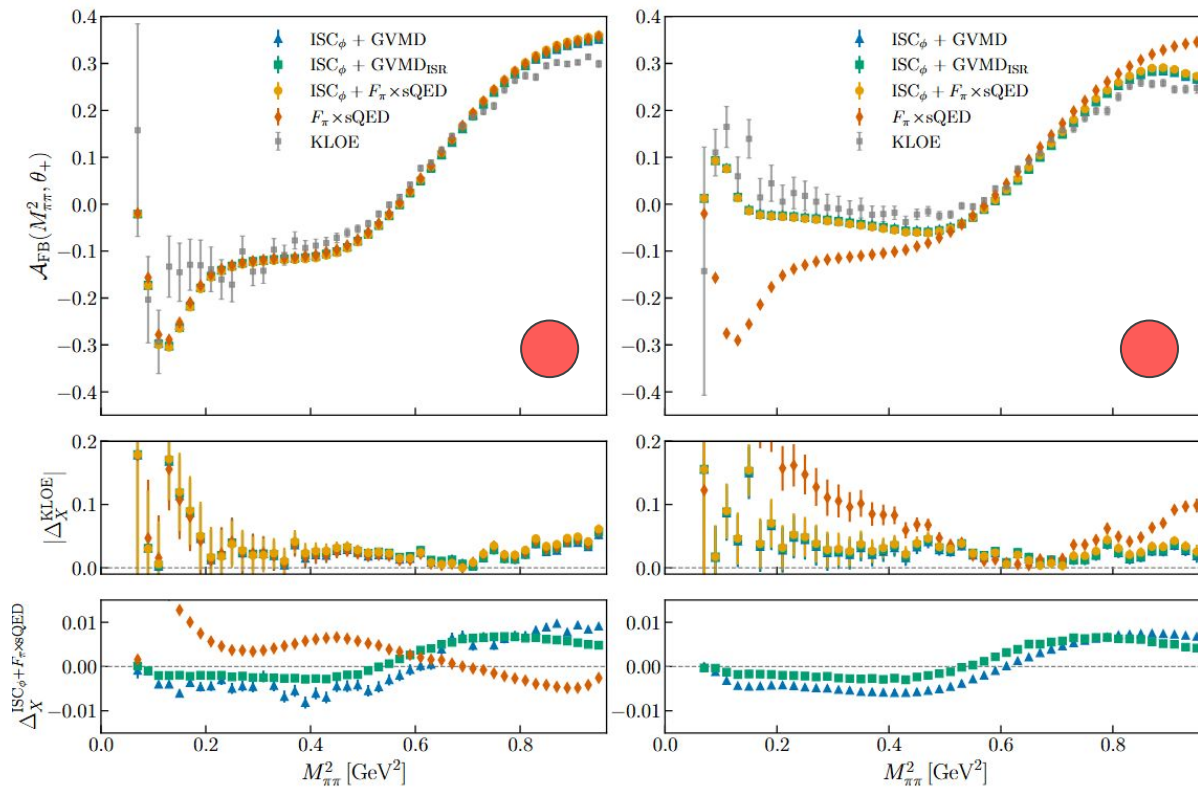 0.4
0.3
0.2
0.1
0.0
−0.1
−0.2
−0.3
−0.4
𝒜_FB(M²_ππ, θ₊)
ISC_ϕ + GVMD
ISC_ϕ + GVMD_ISR
ISC_ϕ + F_π×sQED
F_π×sQED
KLOE
0.4
0.3
0.2
0.1
0.0
−0.1
−0.2
−0.3
−0.4
ISC_ϕ + GVMD
ISC_ϕ + GVMD_ISR
ISC_ϕ + F_π×sQED
F_π×sQED
KLOE
0.2
0.1
0.0
|Δ_X^KLOE|
0.2
0.1
0.0
0.01
0.00
−0.01
Δ_X^{ISC_ϕ+F_π×sQED}
0.01
0.00
−0.01
0.0 0.2 0.4 0.6 0.8
M²_ππ [GeV²]
0.0 0.2 0.4 0.6 0.8
M²_ππ [GeV²]